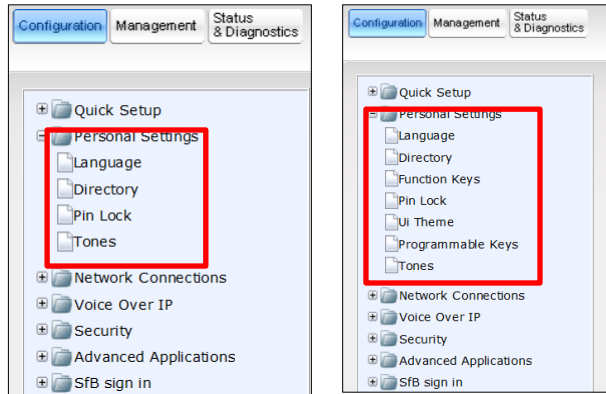 Configuration Management Status
& Diagnostics
Quick Setup
Personal Settings
Language
Directory
Pin Lock
Tones
Network Connections
Voice Over IP
Security
Advanced Applications
SfB sign in
Configuration Management Status
& Diagnostics
Quick Setup
Personal Settings
Language
Directory
Function Keys
Pin Lock
Ui Theme
Programmable Keys
Tones
Network Connections
Voice Over IP
Security
Advanced Applications
SfB sign in